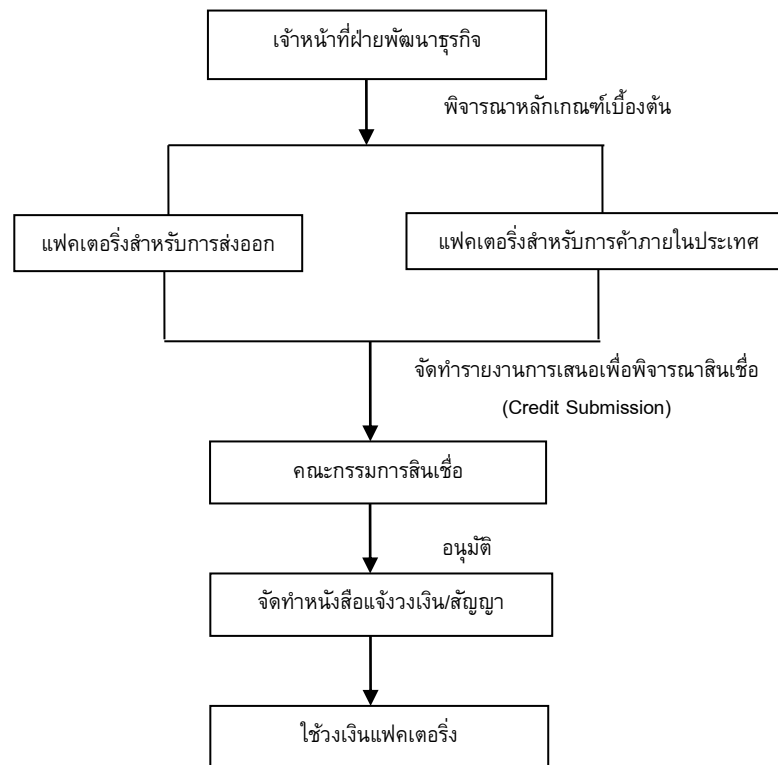 เจ้าหน้าที่ฝ่ายพัฒนาธุรกิจ
พิจารณาหลักเกณฑ์เบื้องต้น
แฟคเตอริ่งสำหรับการส่งออก
แฟคเตอริ่งสำหรับการค้าภายในประเทศ
จัดทำรายงานการเสนอเพื่อพิจารณาสินเชื่อ
(Credit Submission)
คณะกรรมการสินเชื่อ
อนุมัติ
จัดทำหนังสือแจ้งวงเงิน/สัญญา
ใช้วงเงินแฟคเตอริ่ง